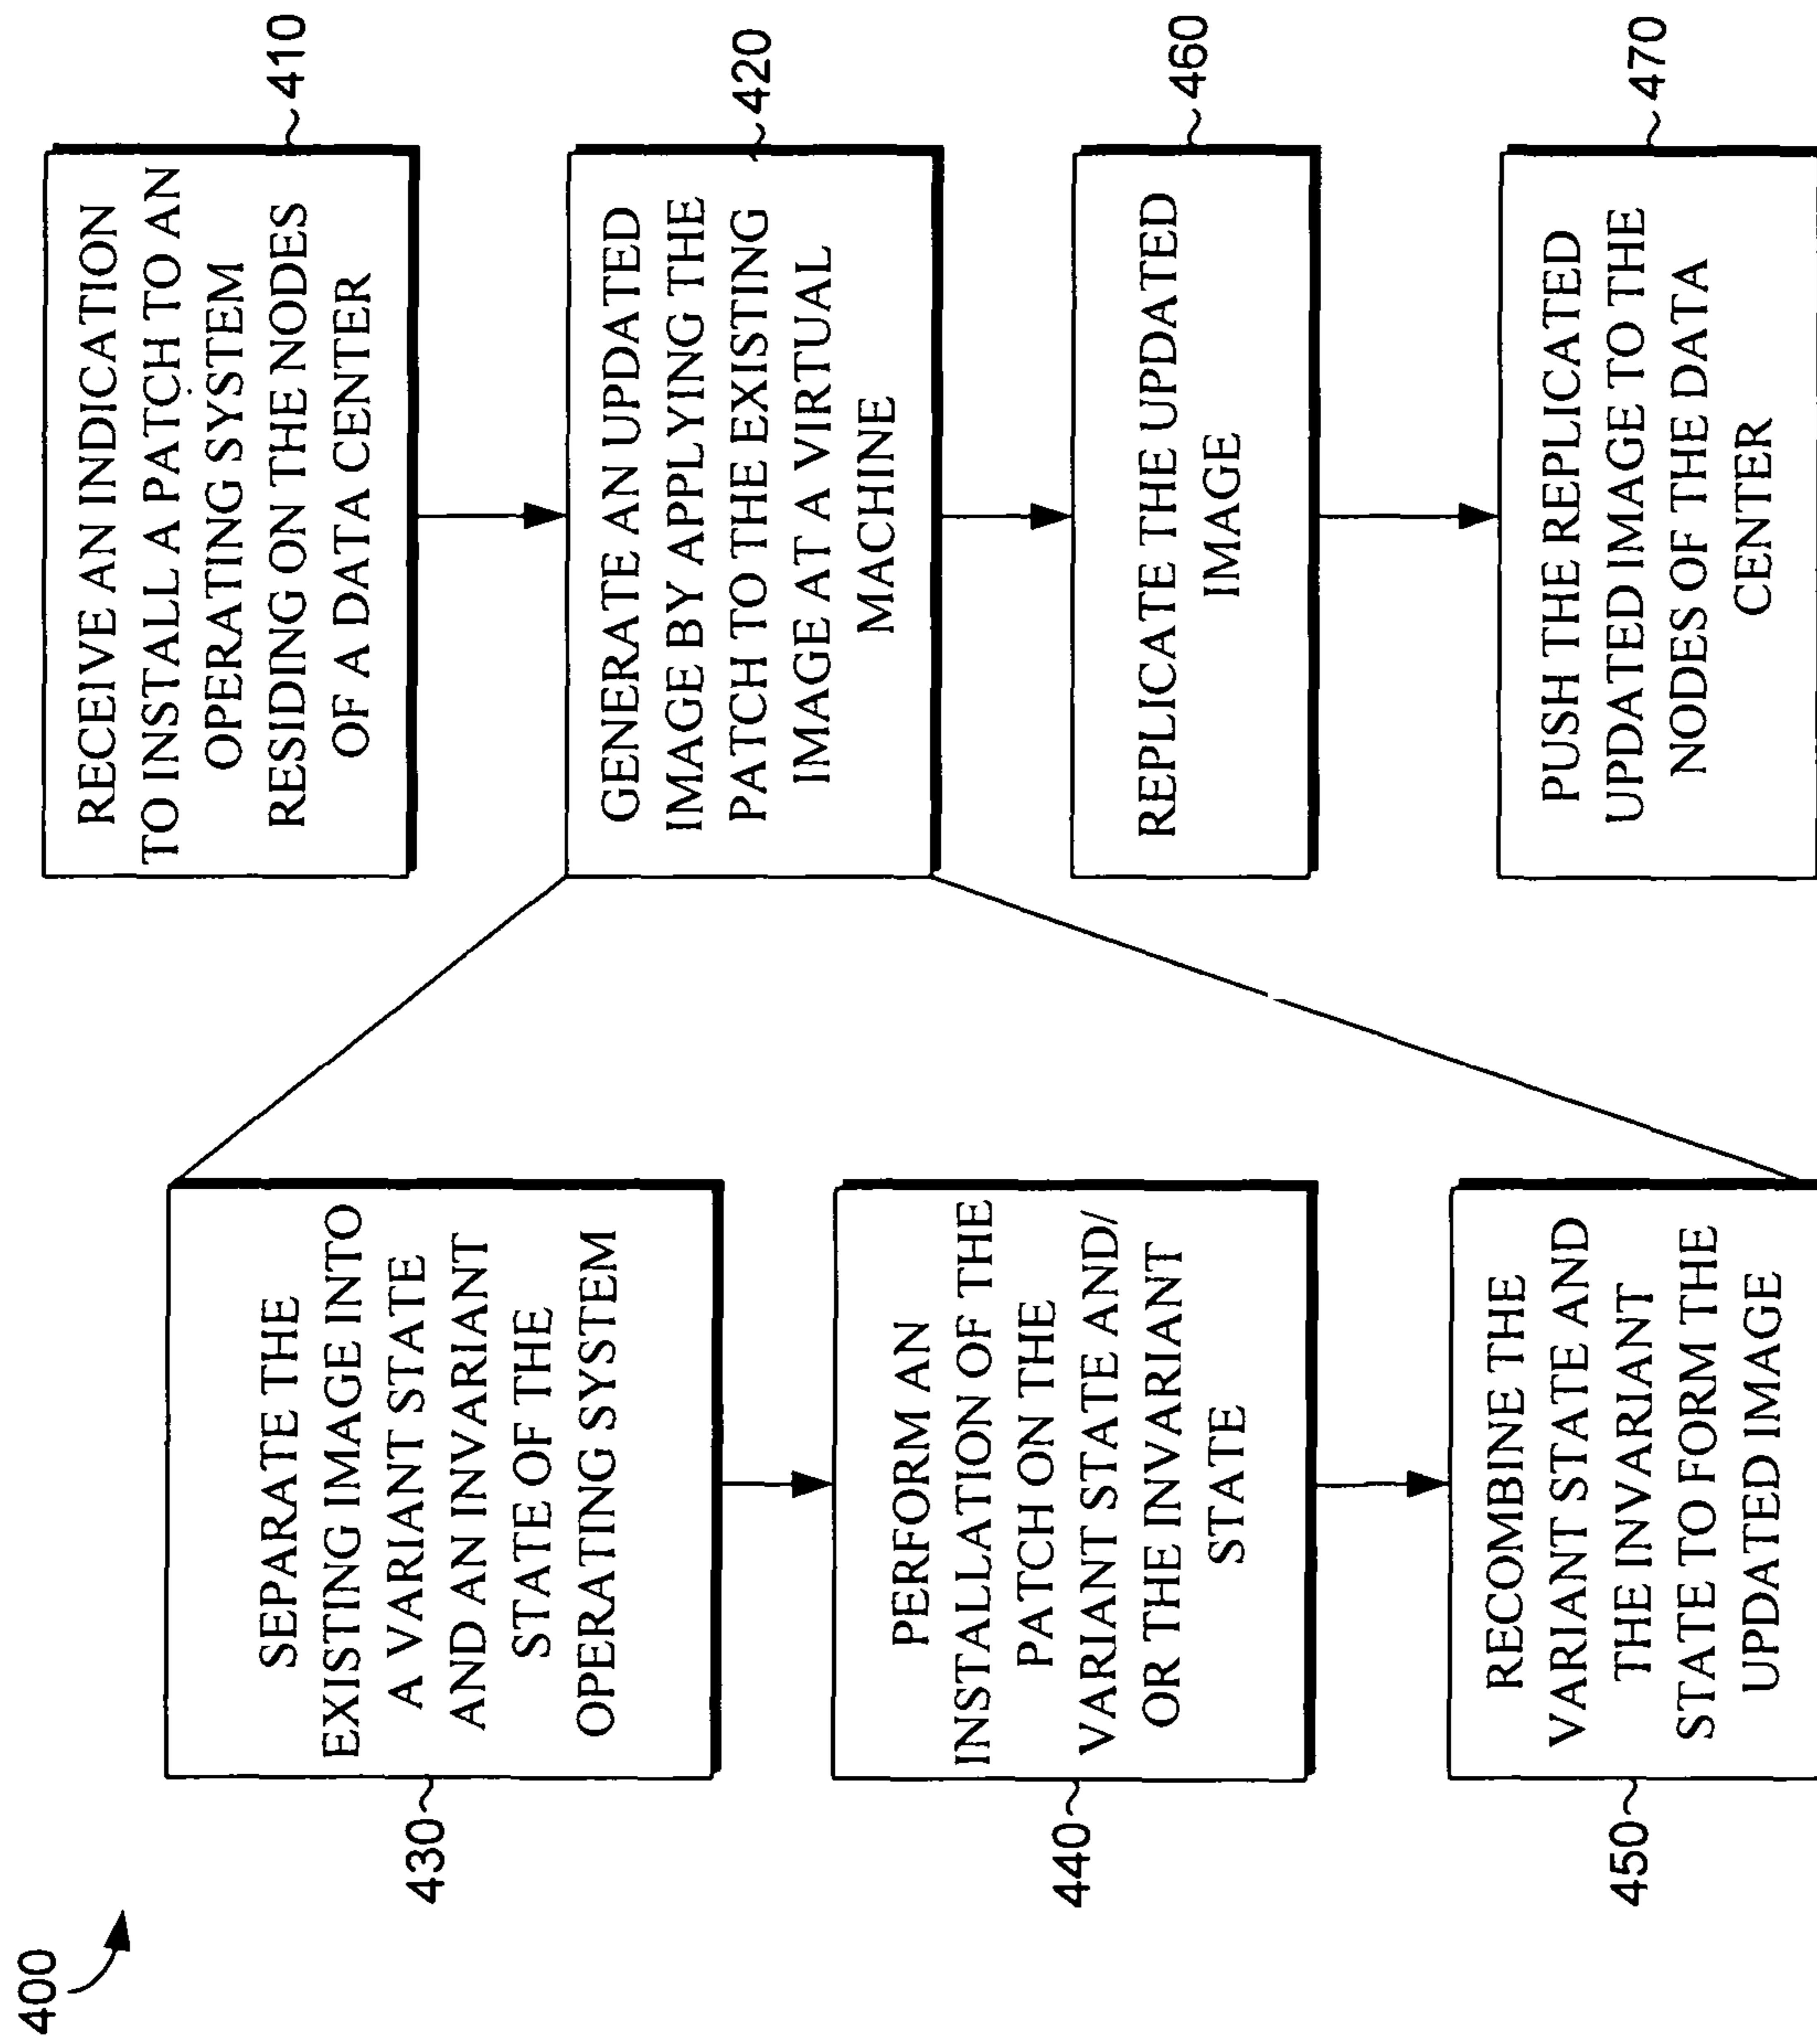 400
RECEIVE AN INDICATION
TO INSTALL A PATCH TO AN
OPERATING SYSTEM
RESIDING ON THE NODES
OF A DATA CENTER
410
GENERATE AN UPDATED
IMAGE BY APPLYING THE
PATCH TO THE EXISTING
IMAGE AT A VIRTUAL
MACHINE
420
SEPARATE THE
EXISTING IMAGE INTO
A VARIANT STATE
AND AN INVARIANT
STATE OF THE
OPERATING SYSTEM
430
PERFORM AN
INSTALLATION OF THE
PATCH ON THE
VARIANT STATE AND/
OR THE INVARIANT
STATE
440
RECOMBINE THE
VARIANT STATE AND
THE INVARIANT
STATE TO FORM THE
UPDATED IMAGE
450
REPLICATE THE UPDATED
IMAGE
460
PUSH THE REPLICATED
UPDATED IMAGE TO THE
NODES OF THE DATA
CENTER
470